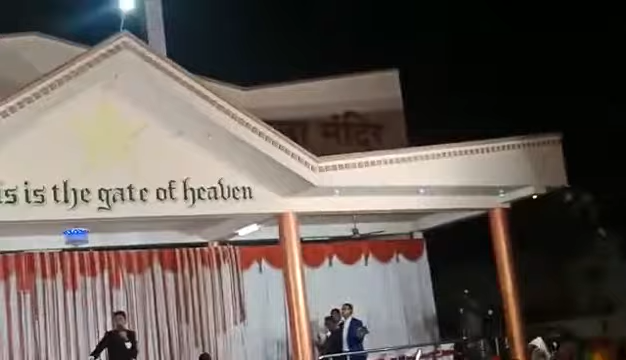 मंदिर
is is the gate of heaven